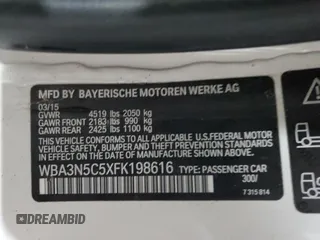 MFD BY BAYERISCHE MOTOREN WERKE AG
03/15
GVWR 4519 lbs 2050 kg
GAWR FRONT 2183 lbs 990 kg
GAWR REAR 2425 lbs 1100 kg
THIS VEHICLE CONFORMS TO ALL APPLICABLE U.S. FEDERAL MOTOR
VEHICLE SAFETY, BUMPER, AND THEFT PREVENTION STANDARDS
IN EFFECT ON THE DATE OF MANUFACTURE SHOWN ABOVE.
WBA3N5C5XFK198616 TYPE: PASSENGER CAR
300/
7 315 814
DREAMBID